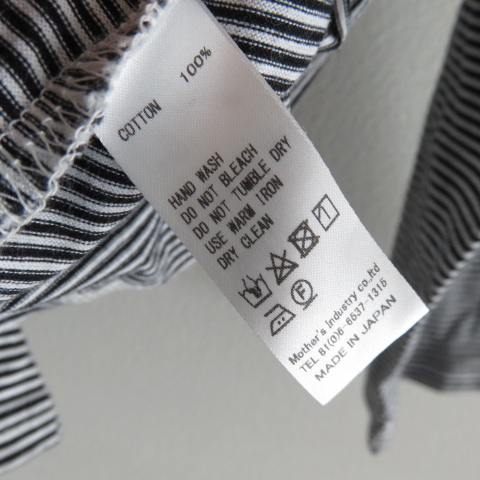 COTTON 100%
HAND WASH
DO NOT BLEACH
DO NOT TUMBLE DRY
USE WARM IRON
DRY CLEAN
F
Mother's Industry co.,ltd
TEL 81(0)6-6537-1318
MADE IN JAPAN